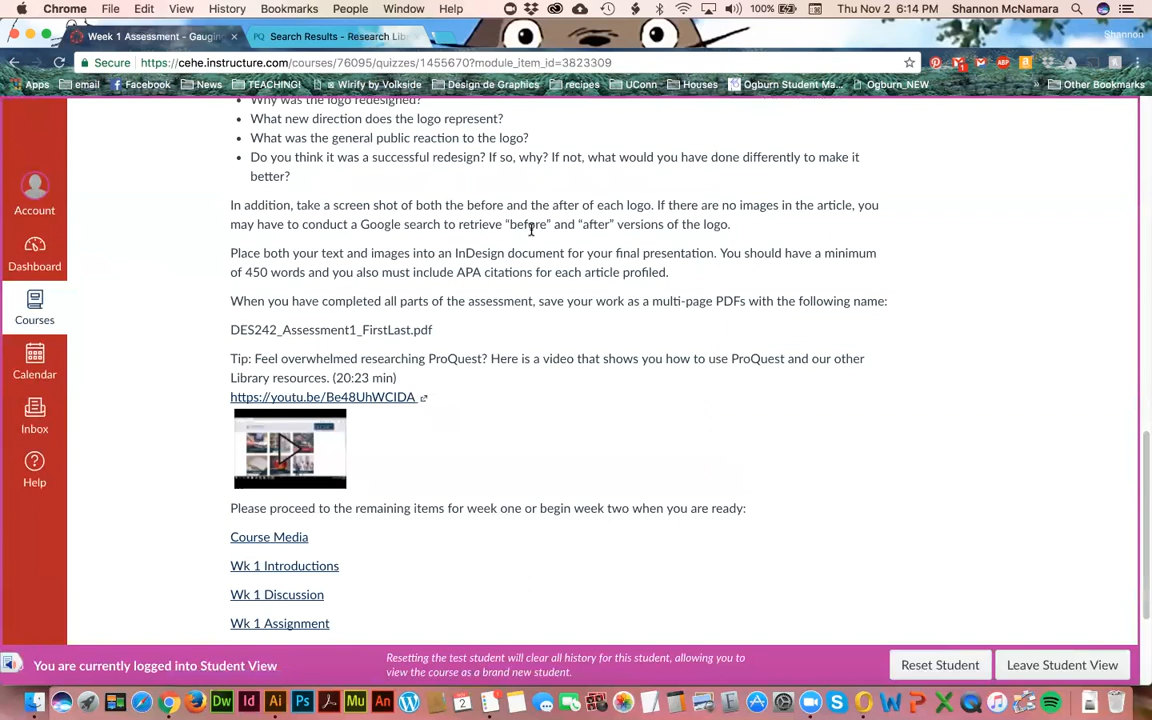 Chrome File Edit View History Bookmarks People Window Help 100% Thu Nov 2 6:14 PM Shannon McNamara
Week 1 Assessment - Gaugin × Search Results - Research Lib × Shannon
Secure https://cehe.instructure.com/courses/76095/quizzes/1455670?module_item_id=3823309
Apps email Facebook News TEACHING! Wirify by Volkside Design de Graphics recipes UConn Houses Ogburn Student Ma... Ogburn_NEW Other Bookmarks
• Why was the logo redesigned?
• What new direction does the logo represent?
• What was the general public reaction to the logo?
• Do you think it was a successful redesign? If so, why? If not, what would you have done differently to make it
better?
In addition, take a screen shot of both the before and the after of each logo. If there are no images in the article, you
may have to conduct a Google search to retrieve “before” and “after” versions of the logo.
Place both your text and images into an InDesign document for your final presentation. You should have a minimum
of 450 words and you also must include APA citations for each article profiled.
When you have completed all parts of the assessment, save your work as a multi-page PDFs with the following name:
DES242_Assessment1_FirstLast.pdf
Tip: Feel overwhelmed researching ProQuest? Here is a video that shows you how to use ProQuest and our other
Library resources. (20:23 min)
https://youtu.be/Be48UhWCIDA
Please proceed to the remaining items for week one or begin week two when you are ready:
Course Media
Wk 1 Introductions
Wk 1 Discussion
Wk 1 Assignment
Account
Dashboard
Courses
Calendar
Inbox
Help
You are currently logged into Student View
Resetting the test student will clear all history for this student, allowing you to
view the course as a brand new student.
Reset Student
Leave Student View
Dw Id Ai Ps Mu An